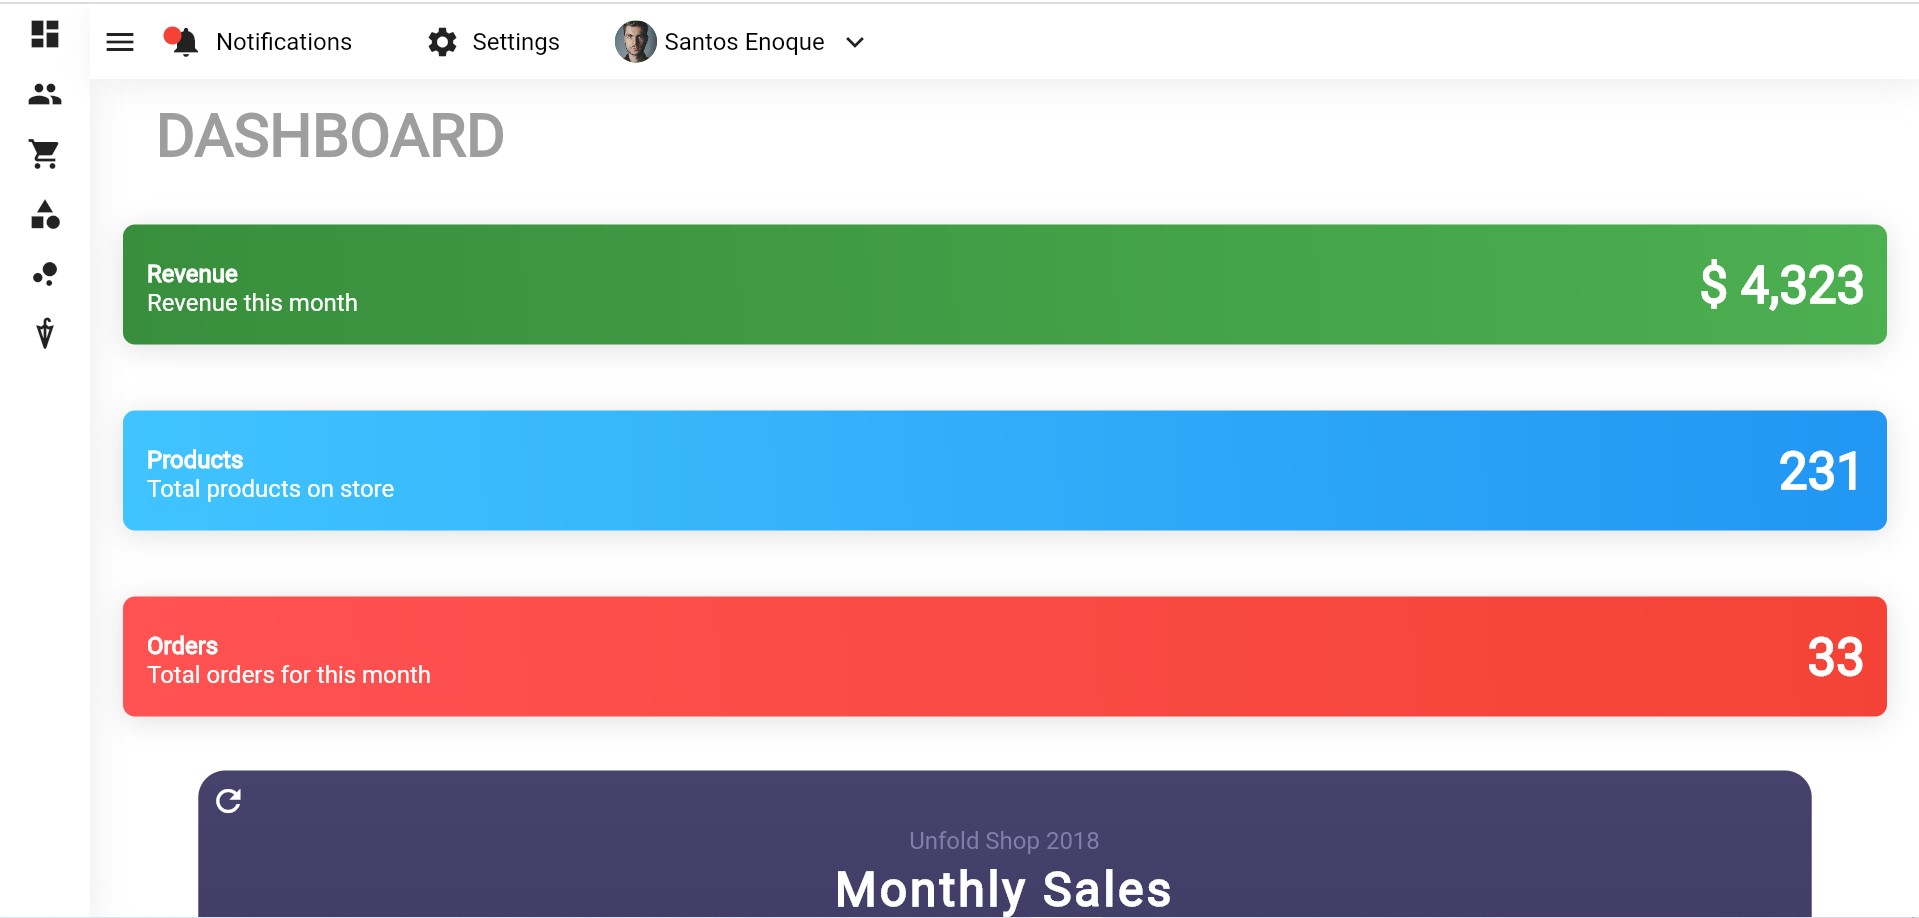 Notifications
Settings
Santos Enoque
DASHBOARD
Revenue
Revenue this month
$ 4,323
Products
Total products on store
231
Orders
Total orders for this month
33
Unfold Shop 2018
Monthly Sales